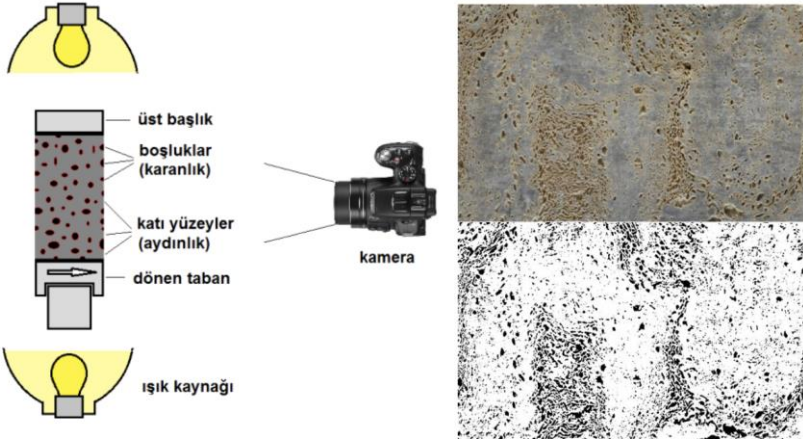 üst başlık
boşluklar
(karanlık)
katı yüzeyler
(aydınlık)
dönen taban
ışık kaynağı
kamera